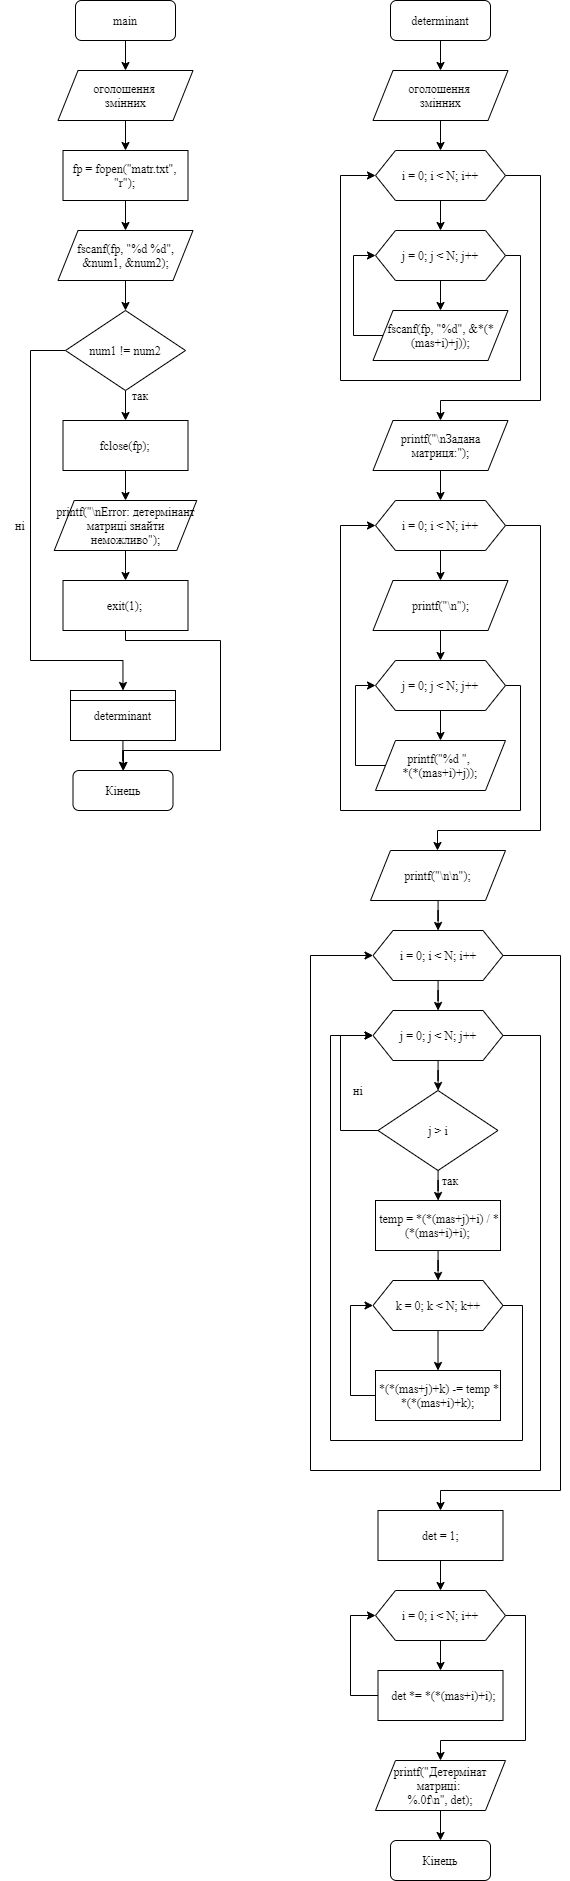 main
оголошення
змінних
fp = fopen("matr.txt",
"r");
fscanf(fp, "%d %d",
&num1, &num2);
num1 != num2
так
fclose(fp);
printf("\nError: детермінант
матриці знайти
неможливо");
ні
exit(1);
determinant
Кінець
determinant
оголошення
змінних
i = 0; i < N; i++
j = 0; j < N; j++
fscanf(fp, "%d", &*(*
(mas+i)+j));
printf("\nЗадана
матриця:");
i = 0; i < N; i++
printf("\n");
j = 0; j < N; j++
printf("%d ",
*(*(mas+i)+j));
printf("\n\n");
i = 0; i < N; i++
j = 0; j < N; j++
ні
j > i
так
temp = *(*(mas+j)+i) / *
(*(mas+i)+i);
k = 0; k < N; k++
*(*(mas+j)+k) -= temp *
*(*(mas+i)+k);
det = 1;
i = 0; i < N; i++
det *= *(*(mas+i)+i);
printf("Детермінат
матриці:
%.0f\n", det);
Кінець